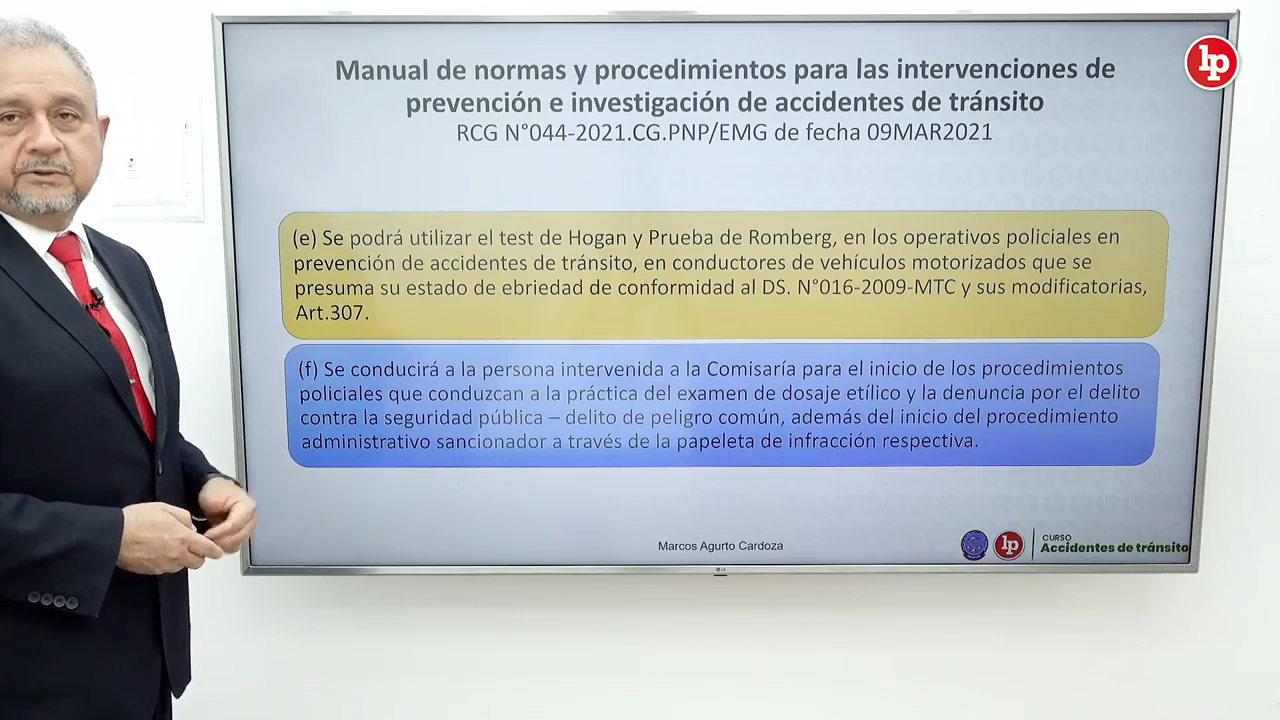 lp
Manual de normas y procedimientos para las intervenciones de
prevención e investigación de accidentes de tránsito
RCG N°044-2021.CG.PNP/EMG de fecha 09MAR2021
(e) Se podrá utilizar el test de Hogan y Prueba de Romberg, en los operativos policiales en
prevención de accidentes de tránsito, en conductores de vehículos motorizados que se
presuma su estado de ebriedad de conformidad al DS. N°016-2009-MTC y sus modificatorias,
Art.307.
(f) Se conducirá a la persona intervenida a la Comisaría para el inicio de los procedimientos
policiales que conduzcan a la práctica del examen de dosaje etílico y la denuncia por el delito
contra la seguridad pública – delito de peligro común, además del inicio del procedimiento
administrativo sancionador a través de la papeleta de infracción respectiva.
Marcos Agurto Cardoza
lp
CURSO
Accidentes de tránsito
LG